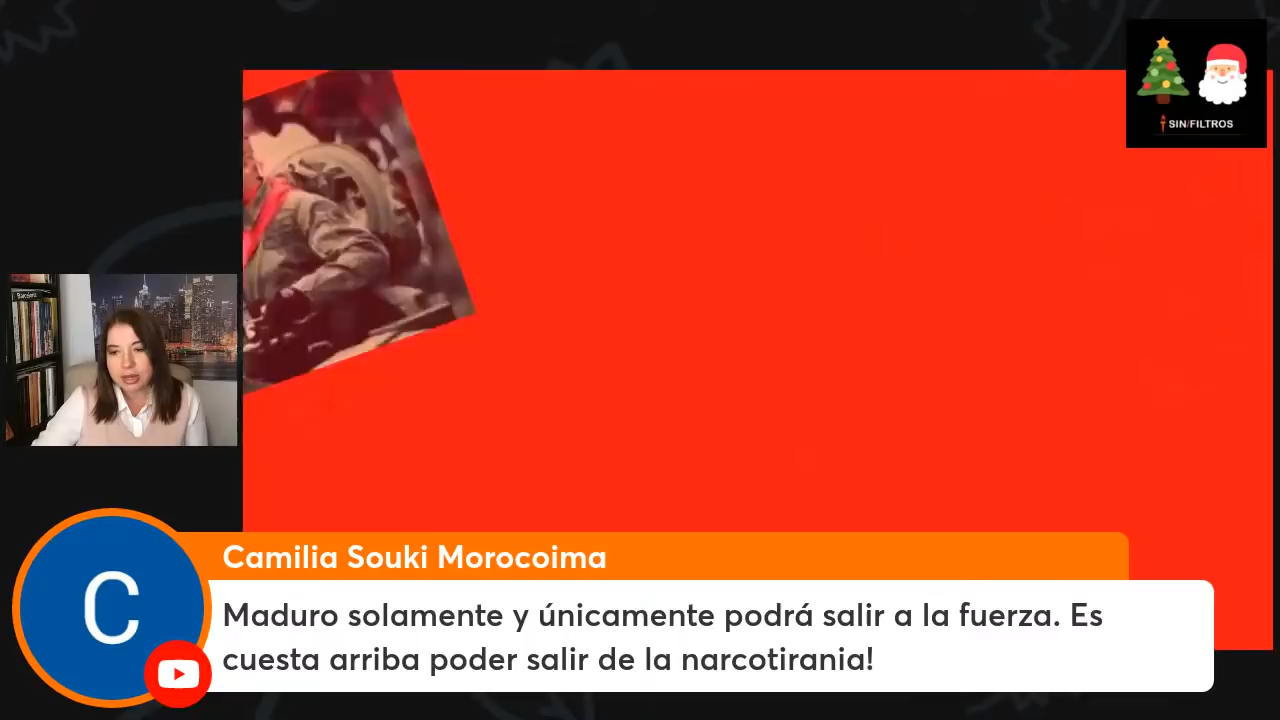 SIN/FILTROS
Barcelona
Camilia Souki Morocoima
Maduro solamente y únicamente podrá salir a la fuerza. Es
cuesta arriba poder salir de la narcotirania!
C